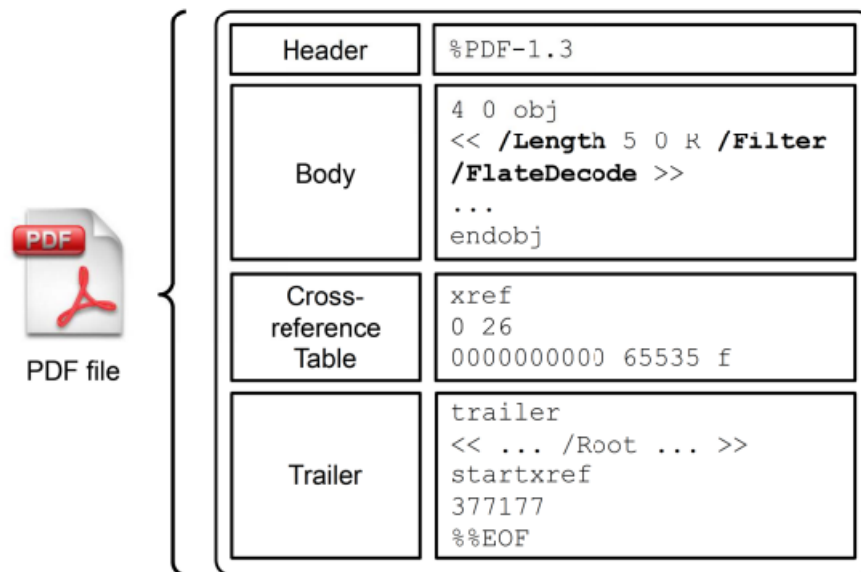 Header
%PDF-1.3
Body
4 0 obj
<< /Length 5 0 R /Filter
/FlateDecode >>
...
endobj
PDF
PDF file
Cross-
reference
Table
xref
0 26
0000000000 65535 f
Trailer
trailer
<< ... /Root ... >>
startxref
377177
%%EOF